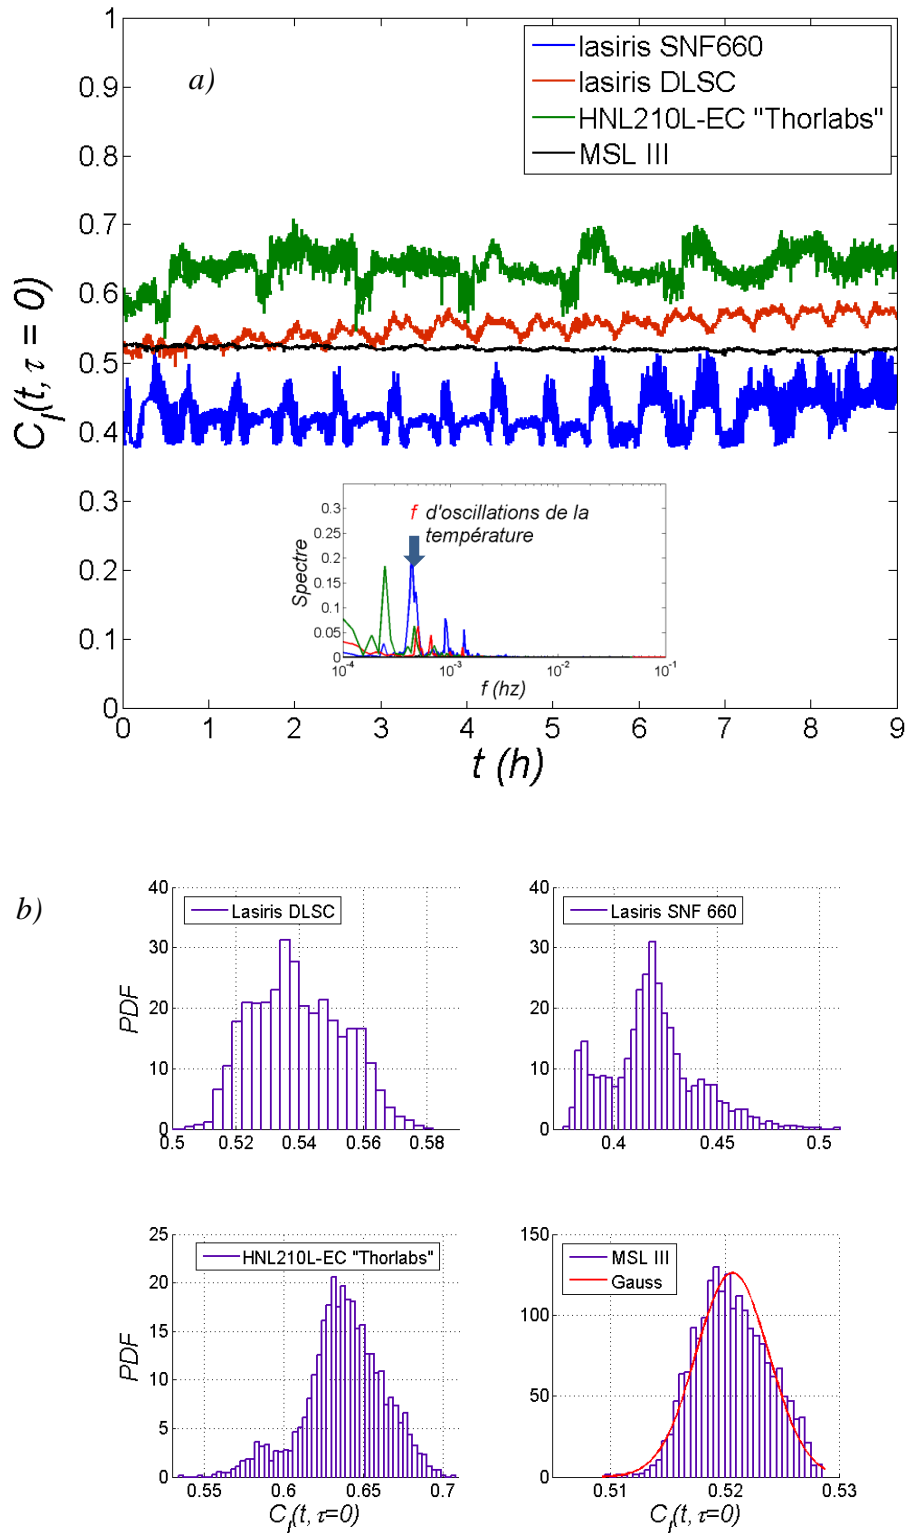 a)
lasiris SNF660
lasiris DLSC
HNL210L-EC "Thorlabs"
MSL III
1
0.9
0.8
0.7
0.6
0.5
0.4
0.3
0.2
0.1
0
C_I(t, τ = 0)
0 1 2 3 4 5 6 7 8 9
t (h)
f d'oscillations de la
température
Spectre
0.3
0.25
0.2
0.15
0.1
0.05
0
10^-4 10^-3 10^-2 10^-1
f (hz)
b)
Lasiris DLSC
PDF
40
30
20
10
0
0.5 0.52 0.54 0.56 0.58
Lasiris SNF 660
40
30
20
10
0
0.4 0.45 0.5
HNL210L-EC "Thorlabs"
PDF
25
20
15
10
5
0
0.55 0.6 0.65 0.7
C_I(t, τ=0)
MSL III
Gauss
150
100
50
0
0.51 0.52 0.53
C_I(t, τ=0)